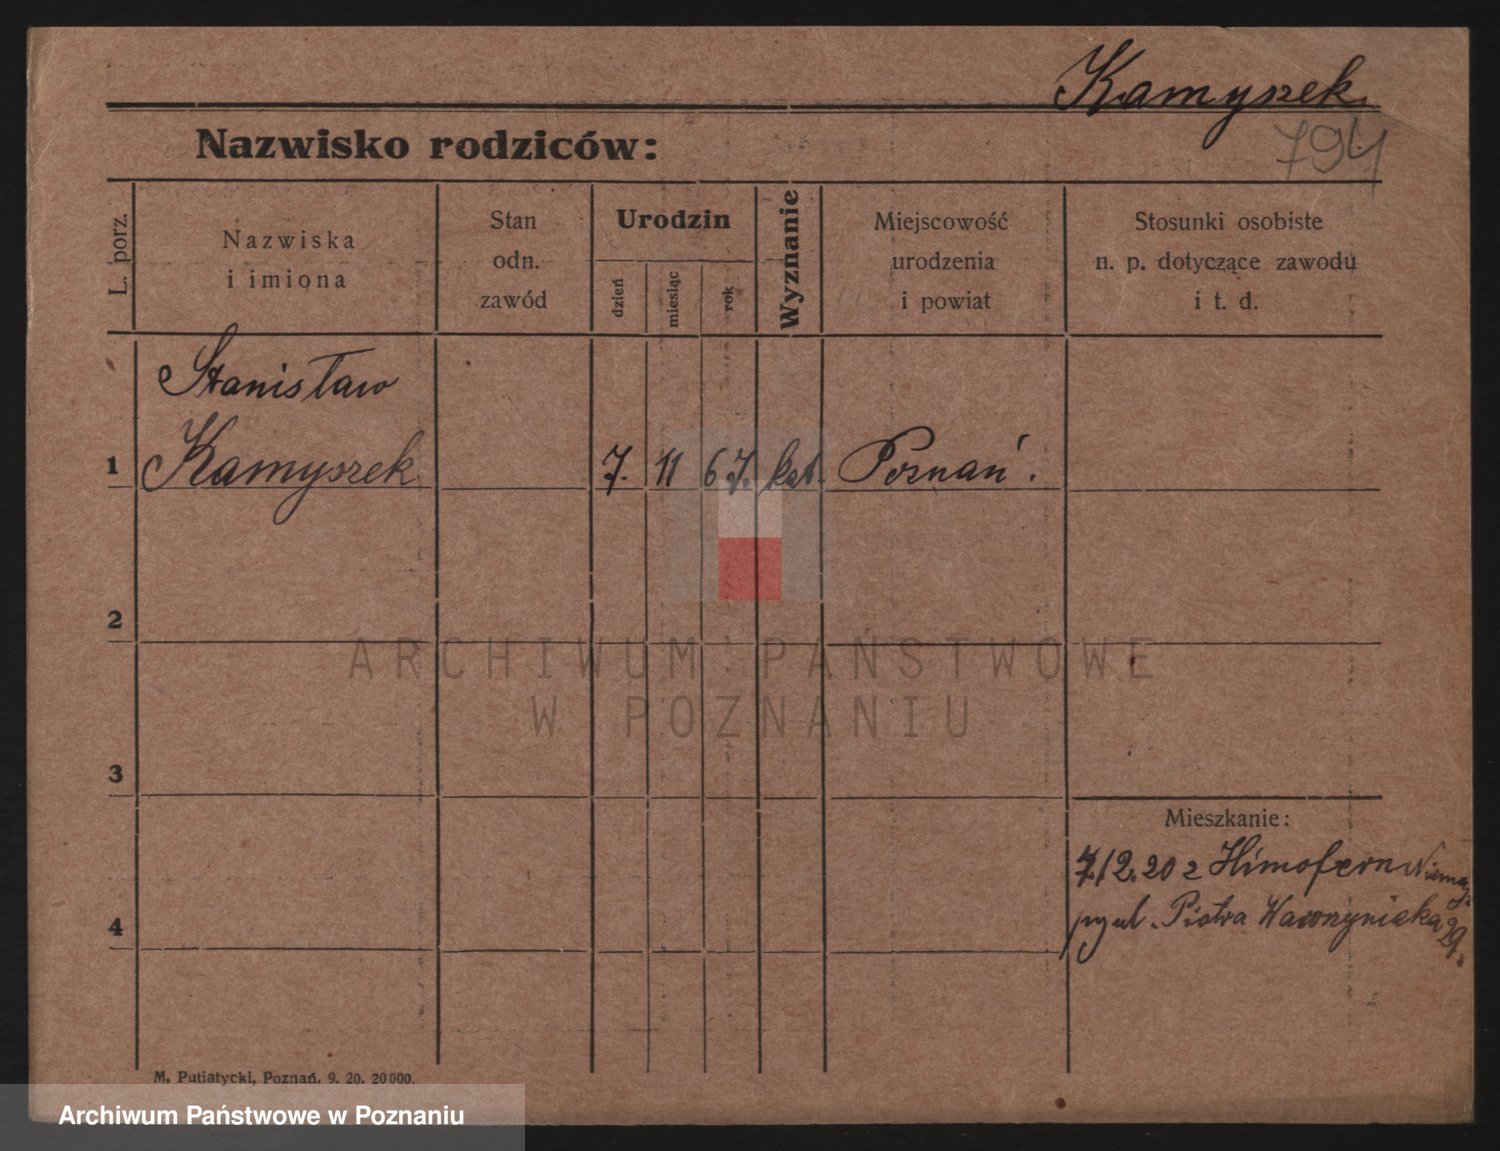 Kamyszek.
794
Nazwisko rodziców:
L. porz.
Nazwiska
i imiona
Stan
odn.
zawód
Urodzin
dzień
miesiąc
rok
Wyznanie
Miejscowość
urodzenia
i powiat
Stosunki osobiste
n. p. dotyczące zawodu
i t. d.
Stanisław
1 Kamyszek 7. 11 67. kat. Poznań.
2
ARCHIWUM PAŃSTWOWE
W POZNANIU
3
Mieszkanie:
7.12.20 z
4
ul. Piotra Wawrzyniaka 29.
M. Putiatycki, Poznań. 9. 20. 20000.
Archiwum Państwowe w Poznaniu